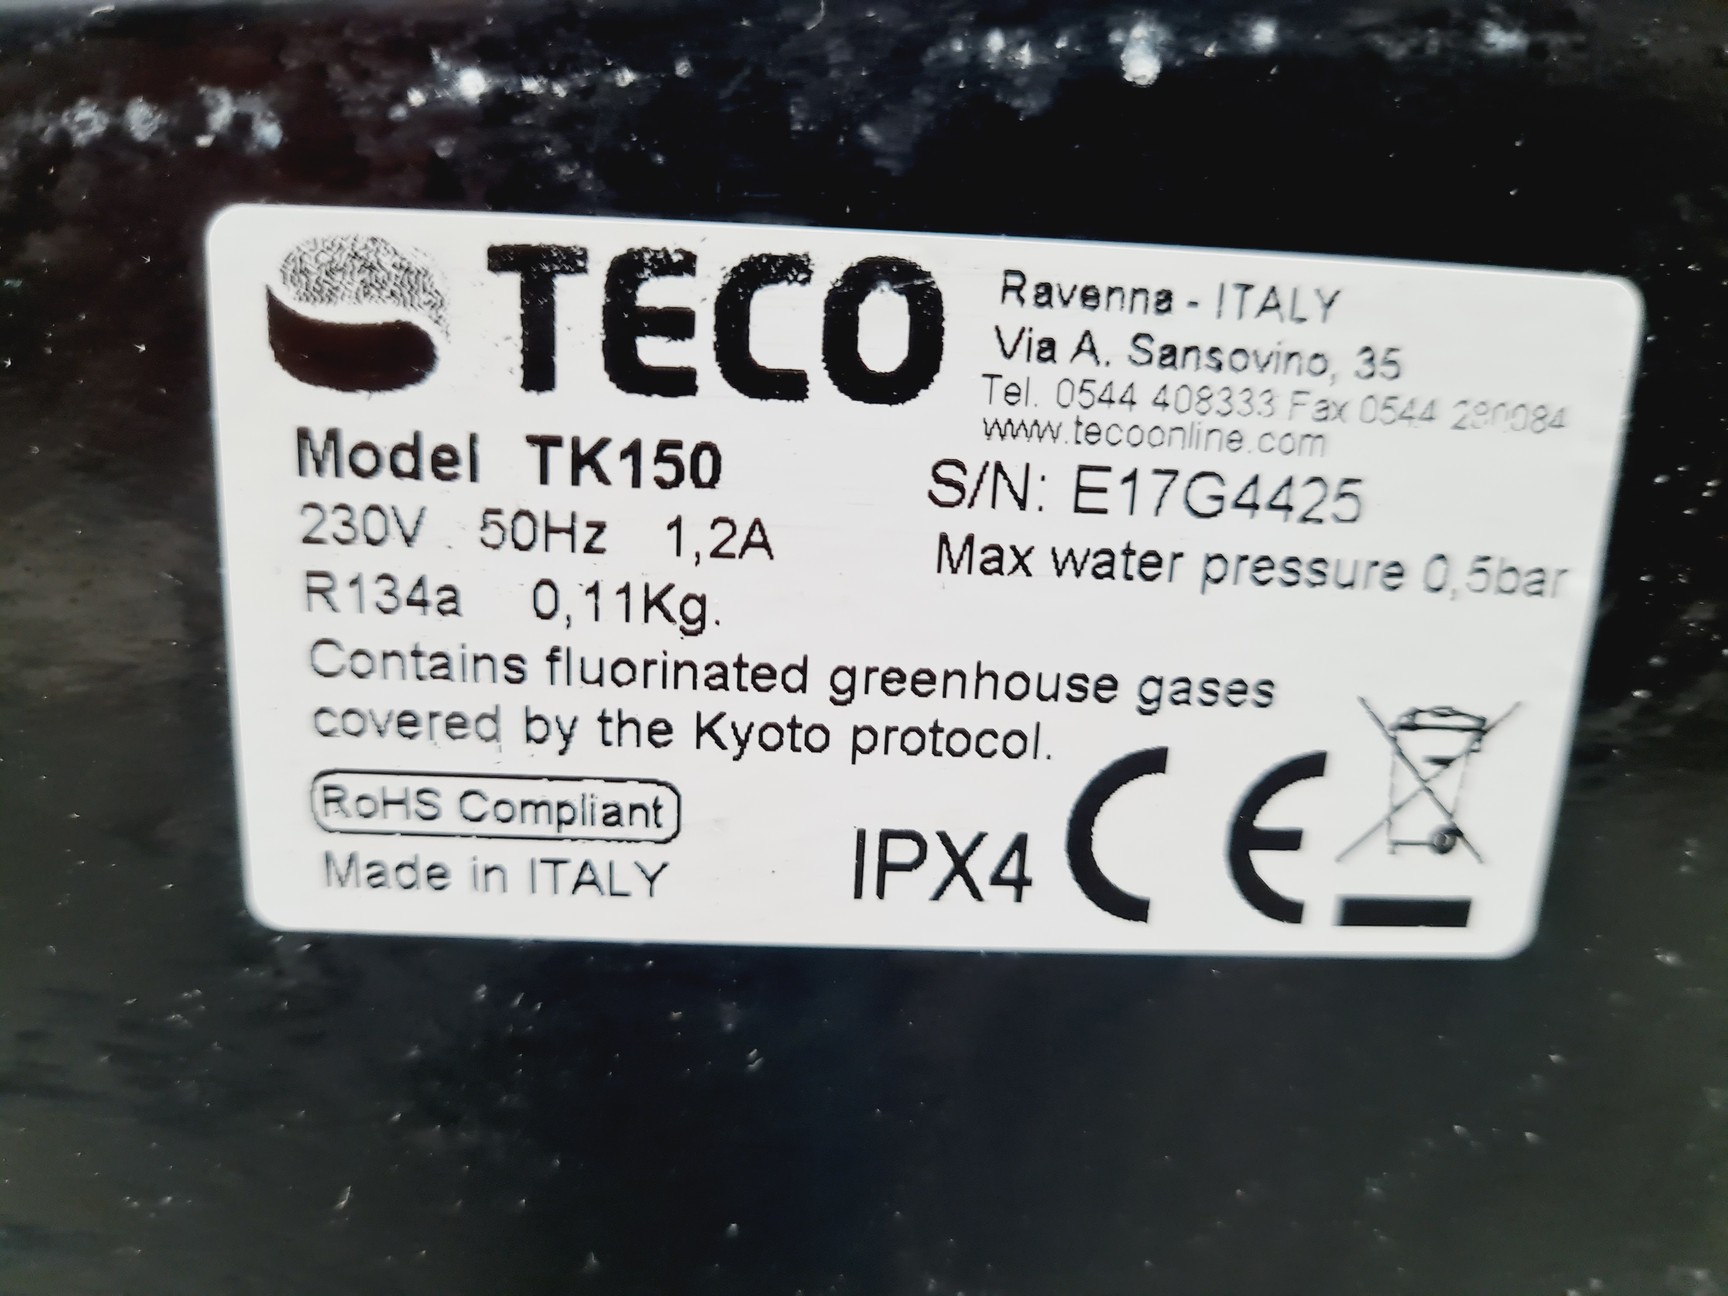 TECO
Ravenna - ITALY
Via A. Sansovino, 35
Tel. 0544 408333 Fax 0544
www.tecoonline.com
Model TK150
S/N: E17G4425
230V 50Hz 1,2A
Max water pressure 0,5bar
R134a 0,11Kg.
Contains fluorinated greenhouse gases
covered by the Kyoto protocol.
RoHS Compliant
Made in ITALY
IPX4 CE